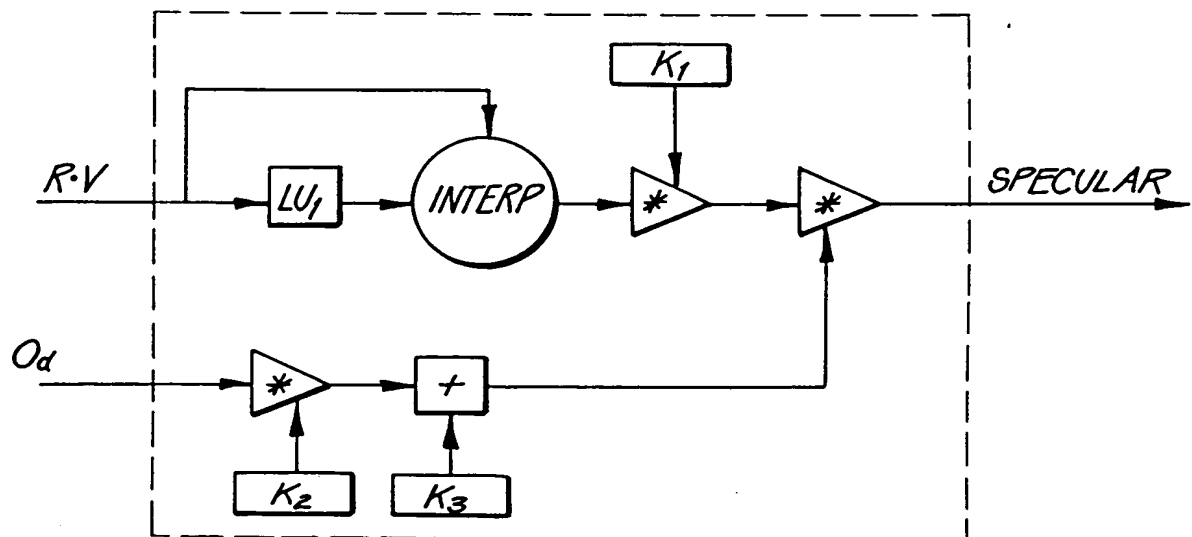 K₁
R·V
LU₁
INTERP
*
*
SPECULAR
Od
*
+
K₂
K₃